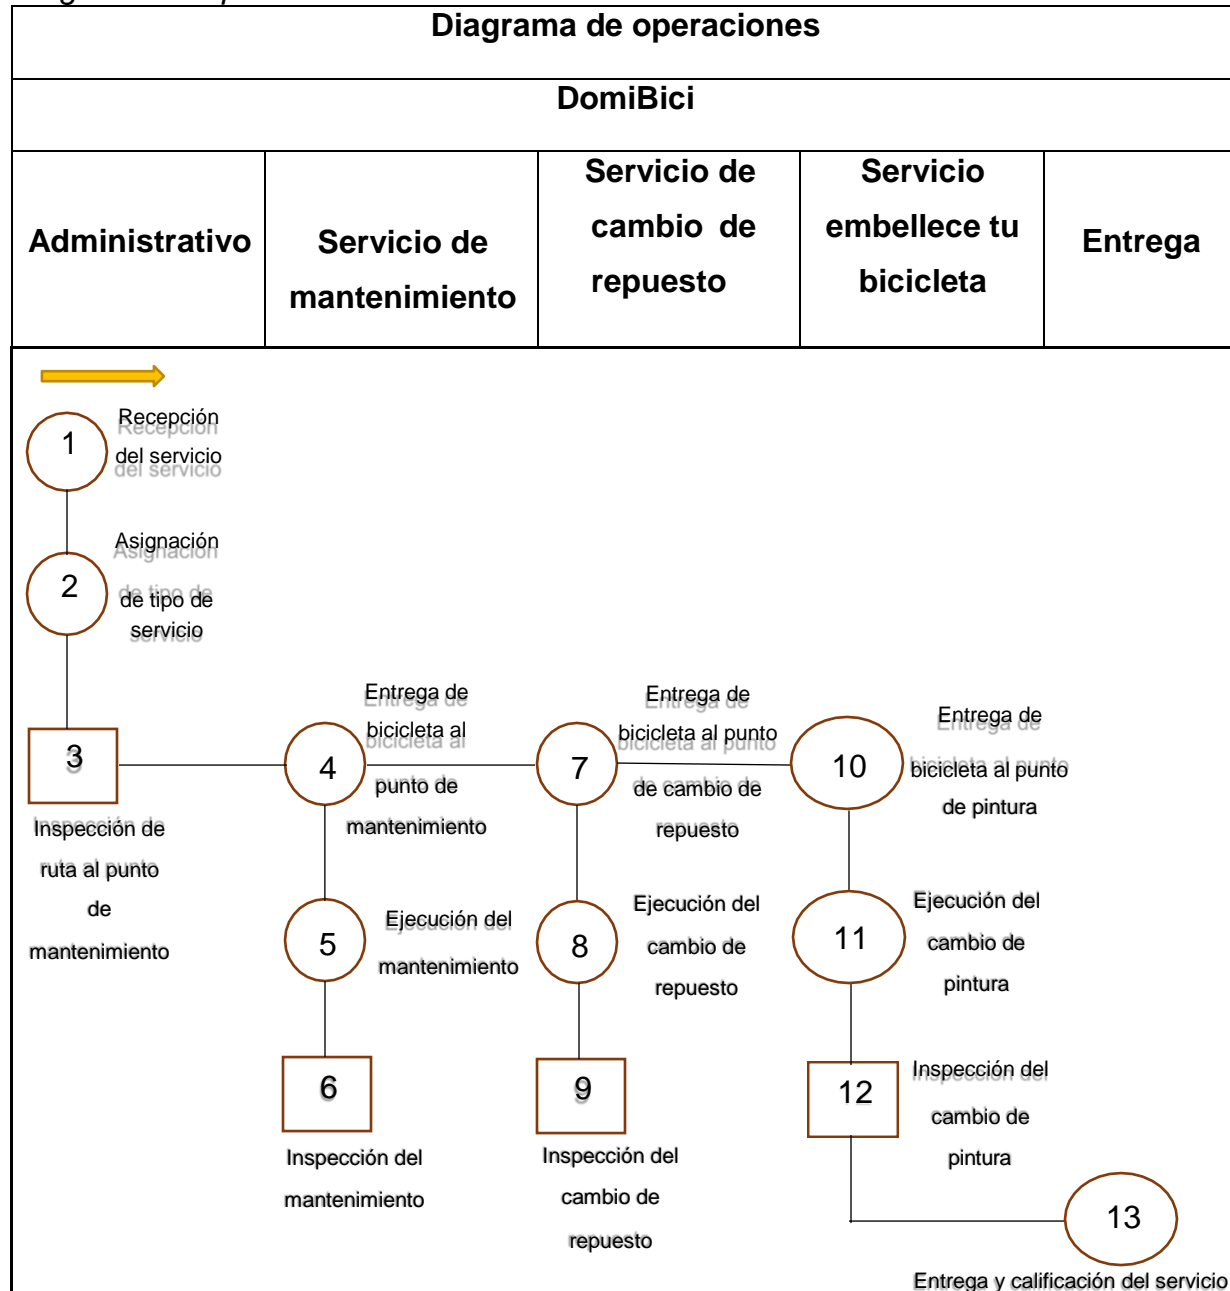 Diagrama de operaciones
DomiBici
Administrativo
Servicio de
mantenimiento
Servicio de
cambio de
repuesto
Servicio
embellece tu
bicicleta
Entrega
1
Recepción
del servicio
2
Asignación
de tipo de
servicio
3
Inspección de
ruta al punto
de
mantenimiento
4
Entrega de
bicicleta al
punto de
mantenimiento
5
Ejecución del
mantenimiento
6
Inspección del
mantenimiento
7
Entrega de
bicicleta al punto
de cambio de
repuesto
8
Ejecución del
cambio de
repuesto
9
Inspección del
cambio de
repuesto
10
Entrega de
bicicleta al punto
de pintura
11
Ejecución del
cambio de
pintura
12
Inspección del
cambio de
pintura
13
Entrega y calificación del servicio